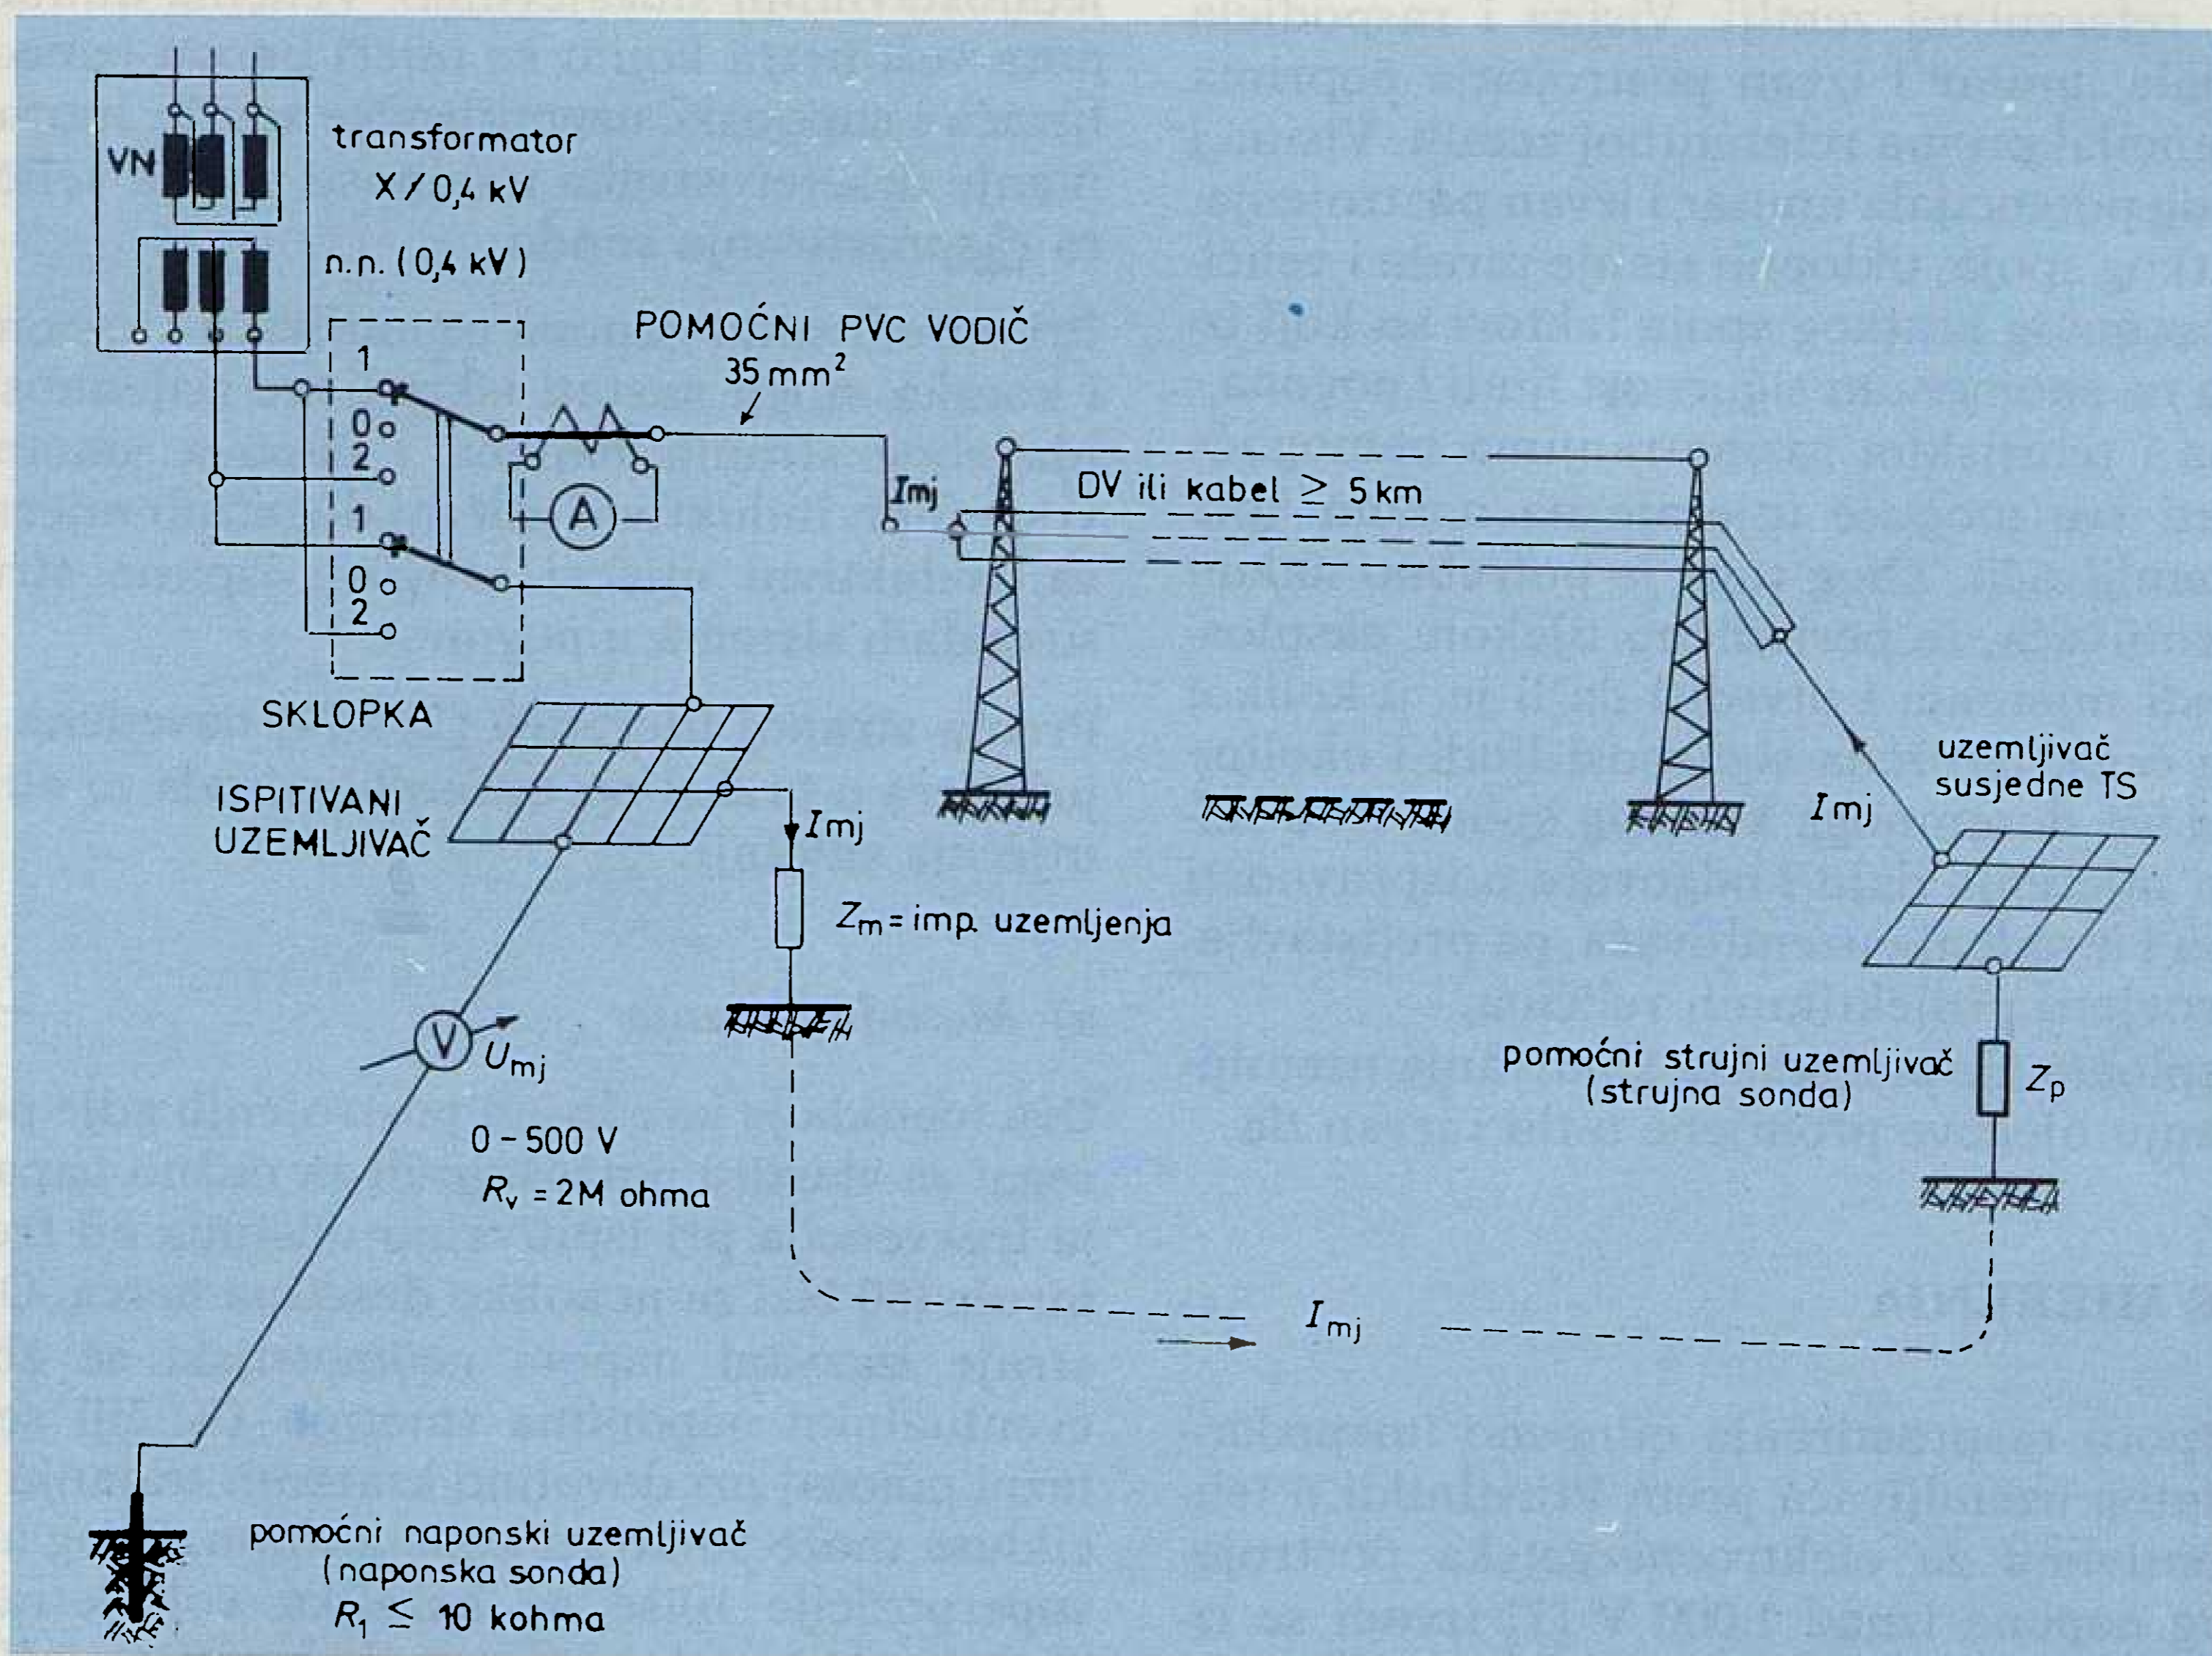 VN
transformator
X / 0,4 kV
n.n. (0,4 kV)
1
0
2
1
0
2
SKLOPKA
A
POMOĆNI PVC VODIČ
35 mm²
Imj
DV ili kabel ≥ 5 km
ISPITIVANI
UZEMLJIVAČ
Imj
Zm = imp. uzemljenja
V
Umj
0 – 500 V
Rv = 2M ohma
uzemljivač
susjedne TS
Imj
pomoćni strujni uzemljivač
(strujna sonda)
Zp
Imj
pomoćni naponski uzemljivač
(naponska sonda)
R1 ≤ 10 kohma